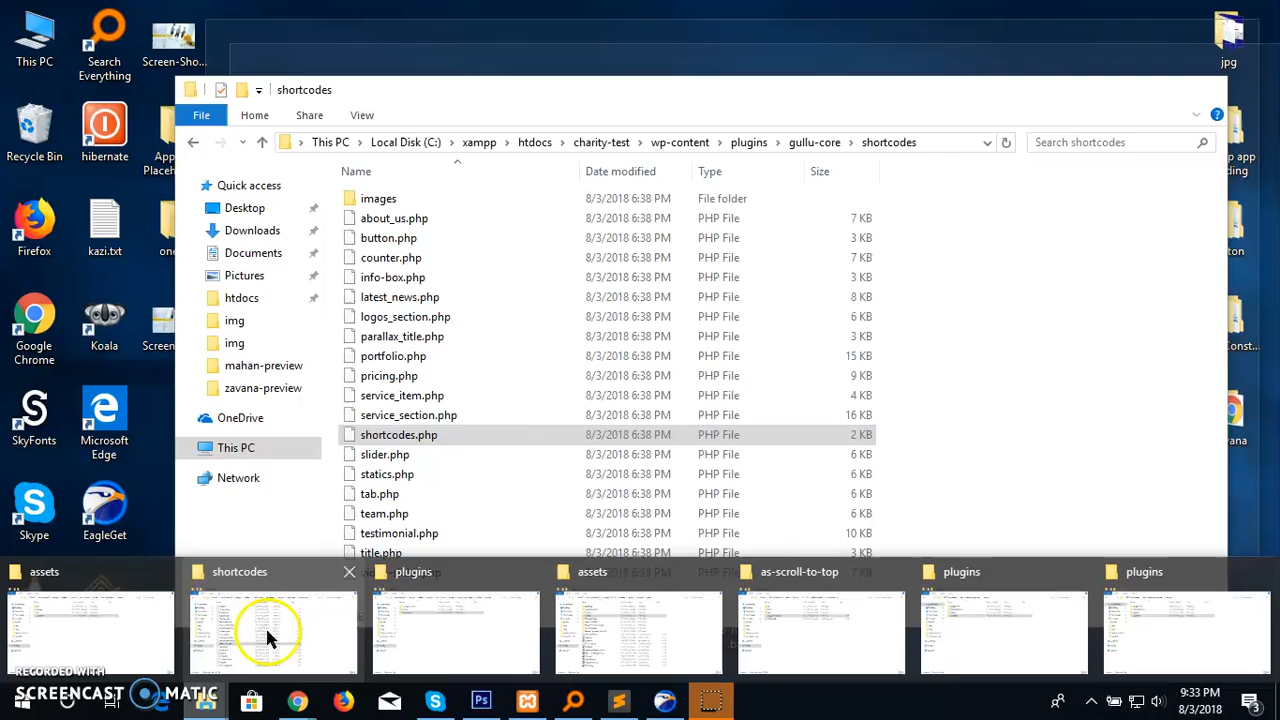 This PC
Search Everything
Screen-Sho...
Recycle Bin
hibernate
App
Placeh
Firefox
kazi.txt
one
Google Chrome
Koala
Screen
SkyFonts
Microsoft Edge
Skype
EagleGet
jpg
app
ding
ton
Const...
ana
shortcodes
File Home Share View
This PC > Local Disk (C:) > xampp > htdocs > charity-test > wp-content > plugins > gullu-core > shortcodes
Search shortcodes
Quick access
Desktop
Downloads
Documents
Pictures
htdocs
img
img
mahan-preview
zavana-preview
OneDrive
This PC
Network
Name Date modified Type Size
images 8/3/2018 6:38 PM File folder
about_us.php 8/3/2018 6:38 PM PHP File 7 KB
button.php 8/3/2018 6:38 PM PHP File 3 KB
counter.php 8/3/2018 6:38 PM PHP File 7 KB
info-box.php 8/3/2018 6:38 PM PHP File 4 KB
latest_news.php 8/3/2018 6:38 PM PHP File 8 KB
logos_section.php 8/3/2018 6:38 PM PHP File 6 KB
parallax_title.php 8/3/2018 6:38 PM PHP File 3 KB
portfolio.php 8/3/2018 6:38 PM PHP File 15 KB
pricing.php 8/3/2018 6:38 PM PHP File 9 KB
service_item.php 8/3/2018 6:38 PM PHP File 4 KB
service_section.php 8/3/2018 6:38 PM PHP File 16 KB
shortcodes.php 8/3/2018 6:38 PM PHP File 2 KB
slider.php 8/3/2018 6:38 PM PHP File 6 KB
statics.php 8/3/2018 6:38 PM PHP File 6 KB
tab.php 8/3/2018 6:38 PM PHP File 6 KB
team.php 8/3/2018 6:38 PM PHP File 6 KB
testimonial.php 8/3/2018 6:38 PM PHP File 10 KB
title.php 8/3/2018 6:38 PM PHP File 3 KB
assets shortcodes plugins assets as-scroll-to-top plugins plugins
RECORDED WITH
SCREENCAST MATIC
9:33 PM
8/3/2018
3